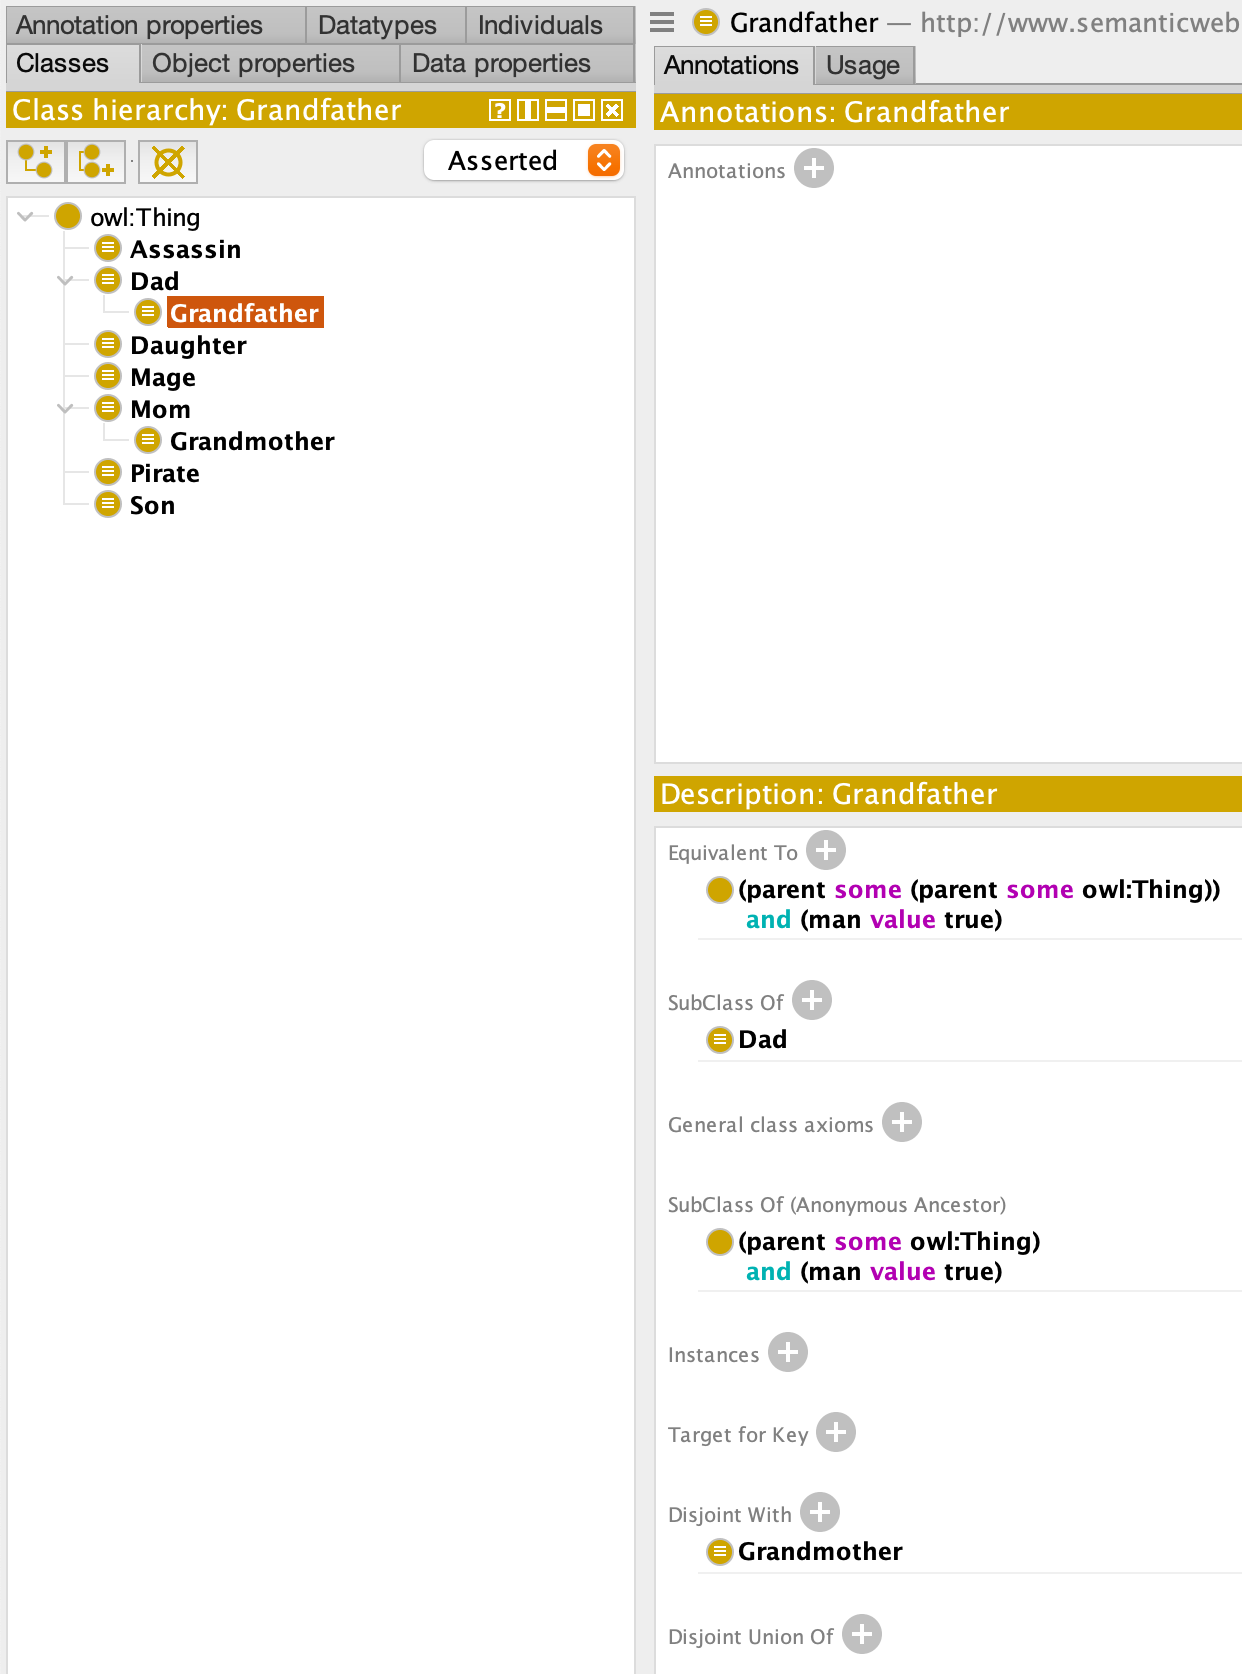 Annotation properties
Datatypes
Individuals
Classes
Object properties
Data properties
Class hierarchy: Grandfather
Asserted
owl:Thing
Assassin
Dad
Grandfather
Daughter
Mage
Mom
Grandmother
Pirate
Son
Grandfather — http://www.semanticweb
Annotations
Usage
Annotations: Grandfather
Annotations
Description: Grandfather
Equivalent To
(parent some (parent some owl:Thing))
and (man value true)
SubClass Of
Dad
General class axioms
SubClass Of (Anonymous Ancestor)
(parent some owl:Thing)
and (man value true)
Instances
Target for Key
Disjoint With
Grandmother
Disjoint Union Of